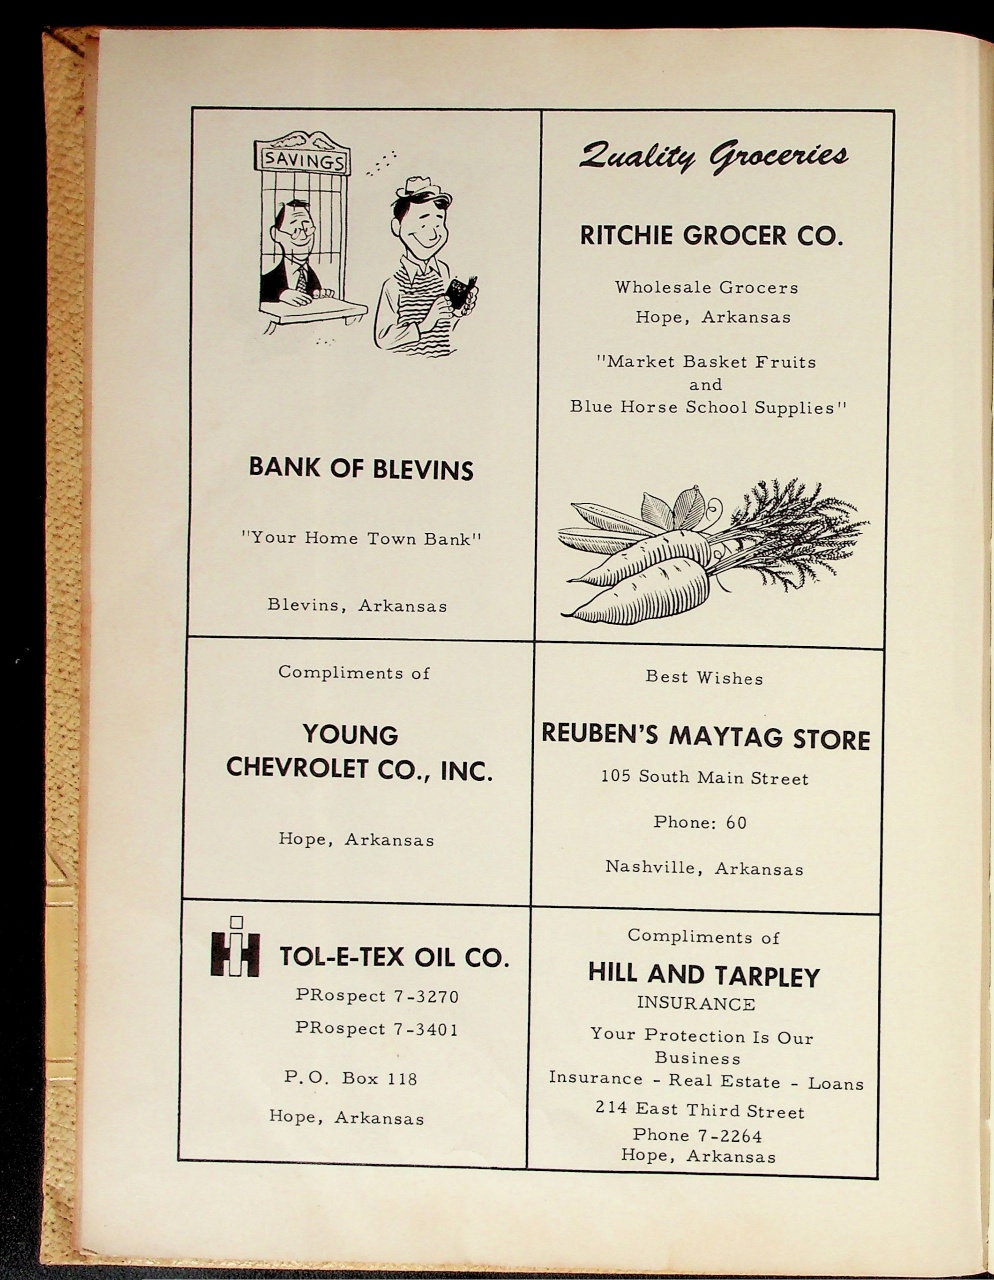 SAVINGS
BANK OF BLEVINS
"Your Home Town Bank"
Blevins, Arkansas
Quality Groceries
RITCHIE GROCER CO.
Wholesale Grocers
Hope, Arkansas
"Market Basket Fruits
and
Blue Horse School Supplies"
Compliments of
YOUNG
CHEVROLET CO., INC.
Hope, Arkansas
Best Wishes
REUBEN'S MAYTAG STORE
105 South Main Street
Phone: 60
Nashville, Arkansas
IH TOL-E-TEX OIL CO.
PRospect 7-3270
PRospect 7-3401
P.O. Box 118
Hope, Arkansas
Compliments of
HILL AND TARPLEY
INSURANCE
Your Protection Is Our
Business
Insurance - Real Estate - Loans
214 East Third Street
Phone 7-2264
Hope, Arkansas